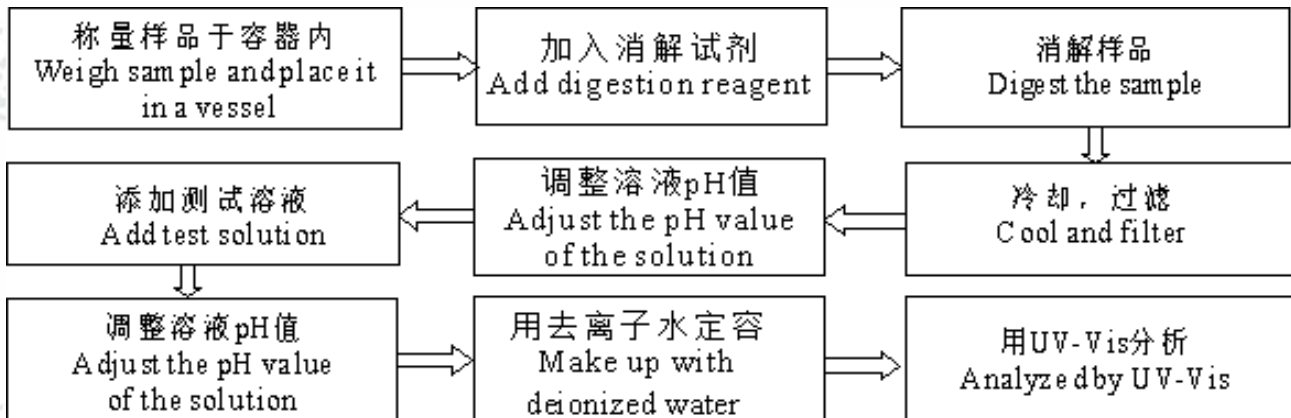 称量样品于容器内
Weigh sample andplace it
in a vessel
加入消解试剂
Add digestion reagent
消解样品
Digest the sample
冷却，过滤
Cool and filter
调整溶液pH值
Adjust the pH value
of the solution
添加测试溶液
Add test solution
调整溶液pH值
Adjust the pH value
of the solution
用去离子水定容
Make up with
deionized water
用UV-Vis分析
Analyzed by UV-Vis